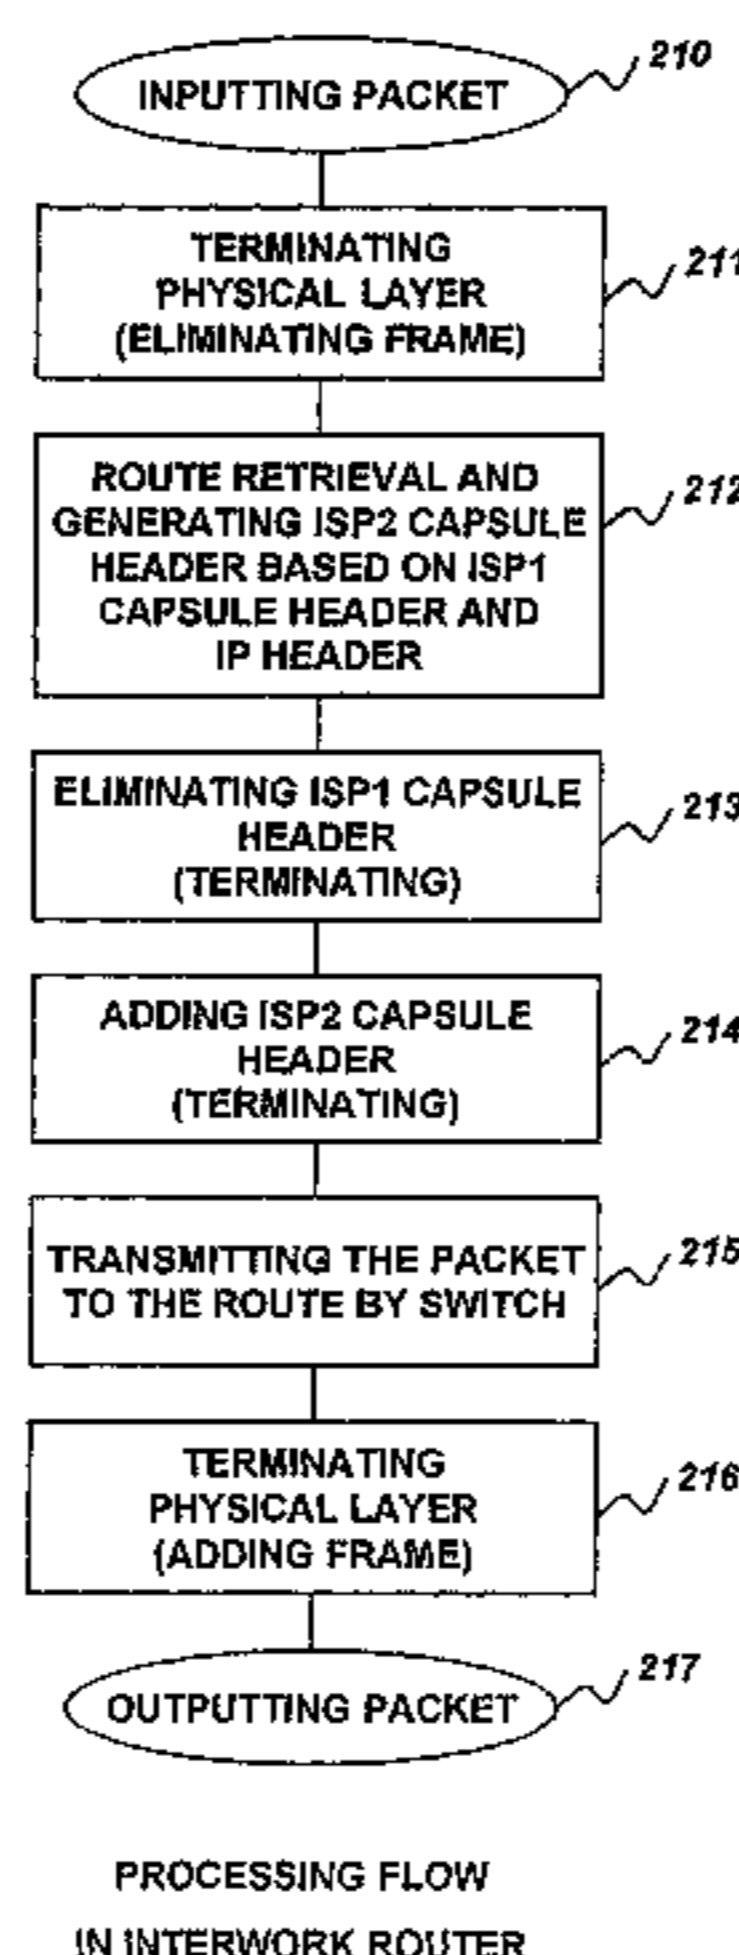 INPUTTING PACKET
210
TERMINATING
PHYSICAL LAYER
(ELIMINATING FRAME)
211
ROUTE RETRIEVAL AND
GENERATING ISP2 CAPSULE
HEADER BASED ON ISP1
CAPSULE HEADER AND
IP HEADER
212
ELIMINATING ISP1 CAPSULE
HEADER
(TERMINATING)
213
ADDING ISP2 CAPSULE
HEADER
(TERMINATING)
214
TRANSMITTING THE PACKET
TO THE ROUTE BY SWITCH
215
TERMINATING
PHYSICAL LAYER
(ADDING FRAME)
216
OUTPUTTING PACKET
217
PROCESSING FLOW
IN INTERWORK ROUTER